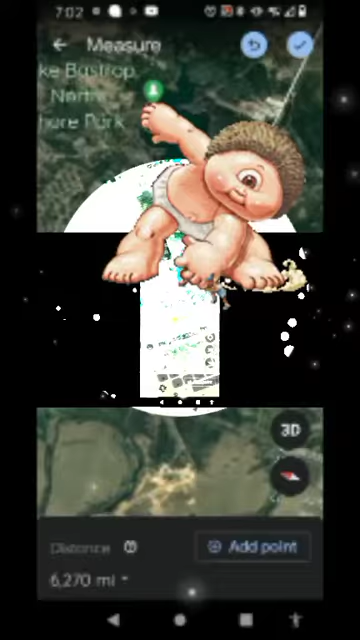 7:02
Measure
ke Bastrop
North
hore Park
3D
Distance
Add point
6,270 mi